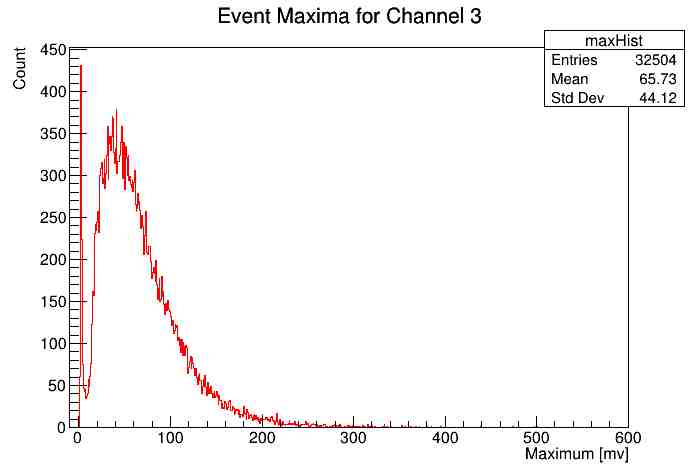 Event Maxima for Channel 3
maxHist
Entries 32504
Mean 65.73
Std Dev 44.12
Count
450
400
350
300
250
200
150
100
50
0
0 100 200 300 400 500 600
Maximum [mv]